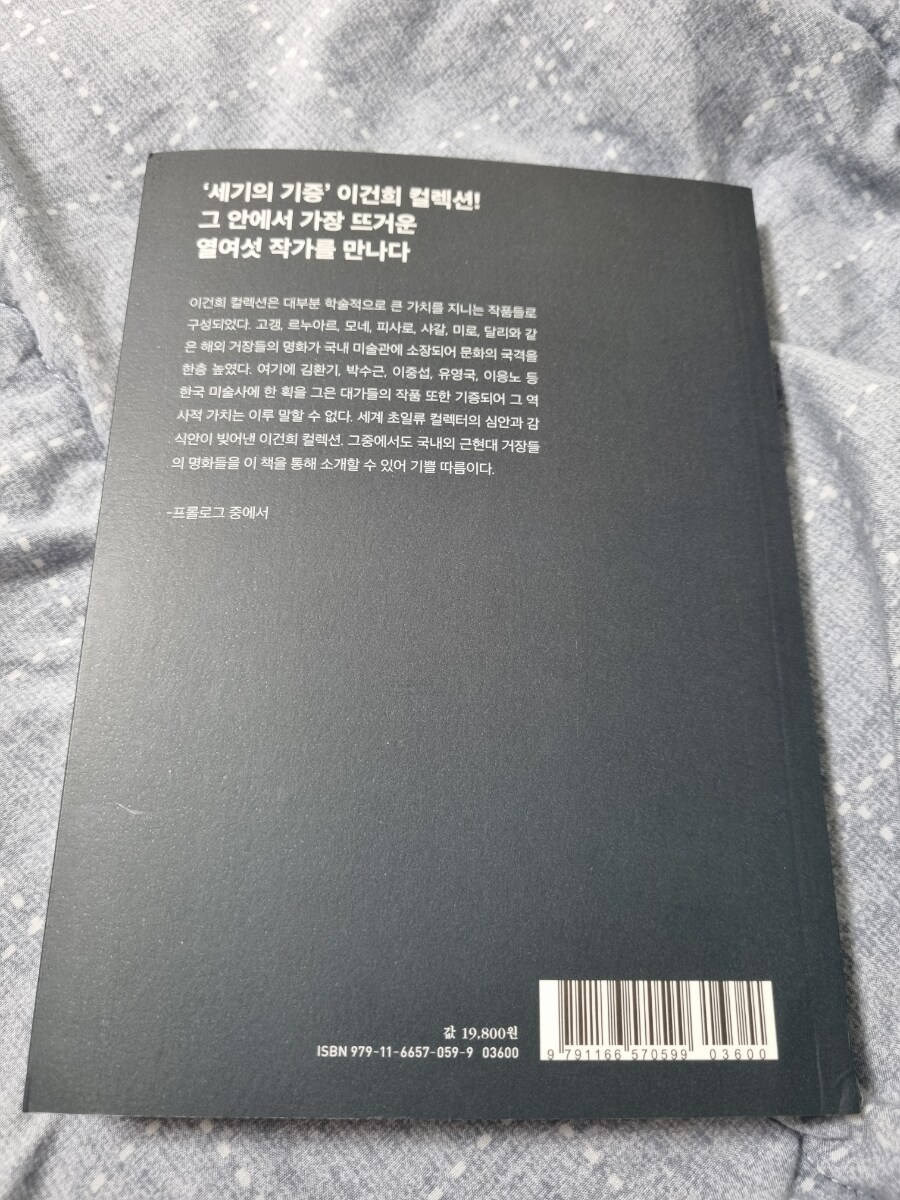 ‘세기의 기증’ 이건희 컬렉션!
그 안에서 가장 뜨거운
열여섯 작가를 만나다
이건희 컬렉션은 대부분 학술적으로 큰 가치를 지니는 작품들로
구성되었다. 고갱, 르누아르, 모네, 피사로, 샤갈, 미로, 달리와 같
은 해외 거장들의 명화가 국내 미술관에 소장되어 문화의 국격을
한층 높였다. 여기에 김환기, 박수근, 이중섭, 유영국, 이응노 등
한국 미술사에 한 획을 그은 대가들의 작품 또한 기증되어 그 역
사적 가치는 이루 말할 수 없다. 세계 초일류 컬렉터의 심안과 감
식안이 빚어낸 이건희 컬렉션. 그중에서도 국내외 근현대 거장들
의 명화들을 이 책을 통해 소개할 수 있어 기쁠 따름이다.
-프롤로그 중에서
값 19,800원
ISBN 979-11-6657-059-9 03600
9 791166 570599 03600